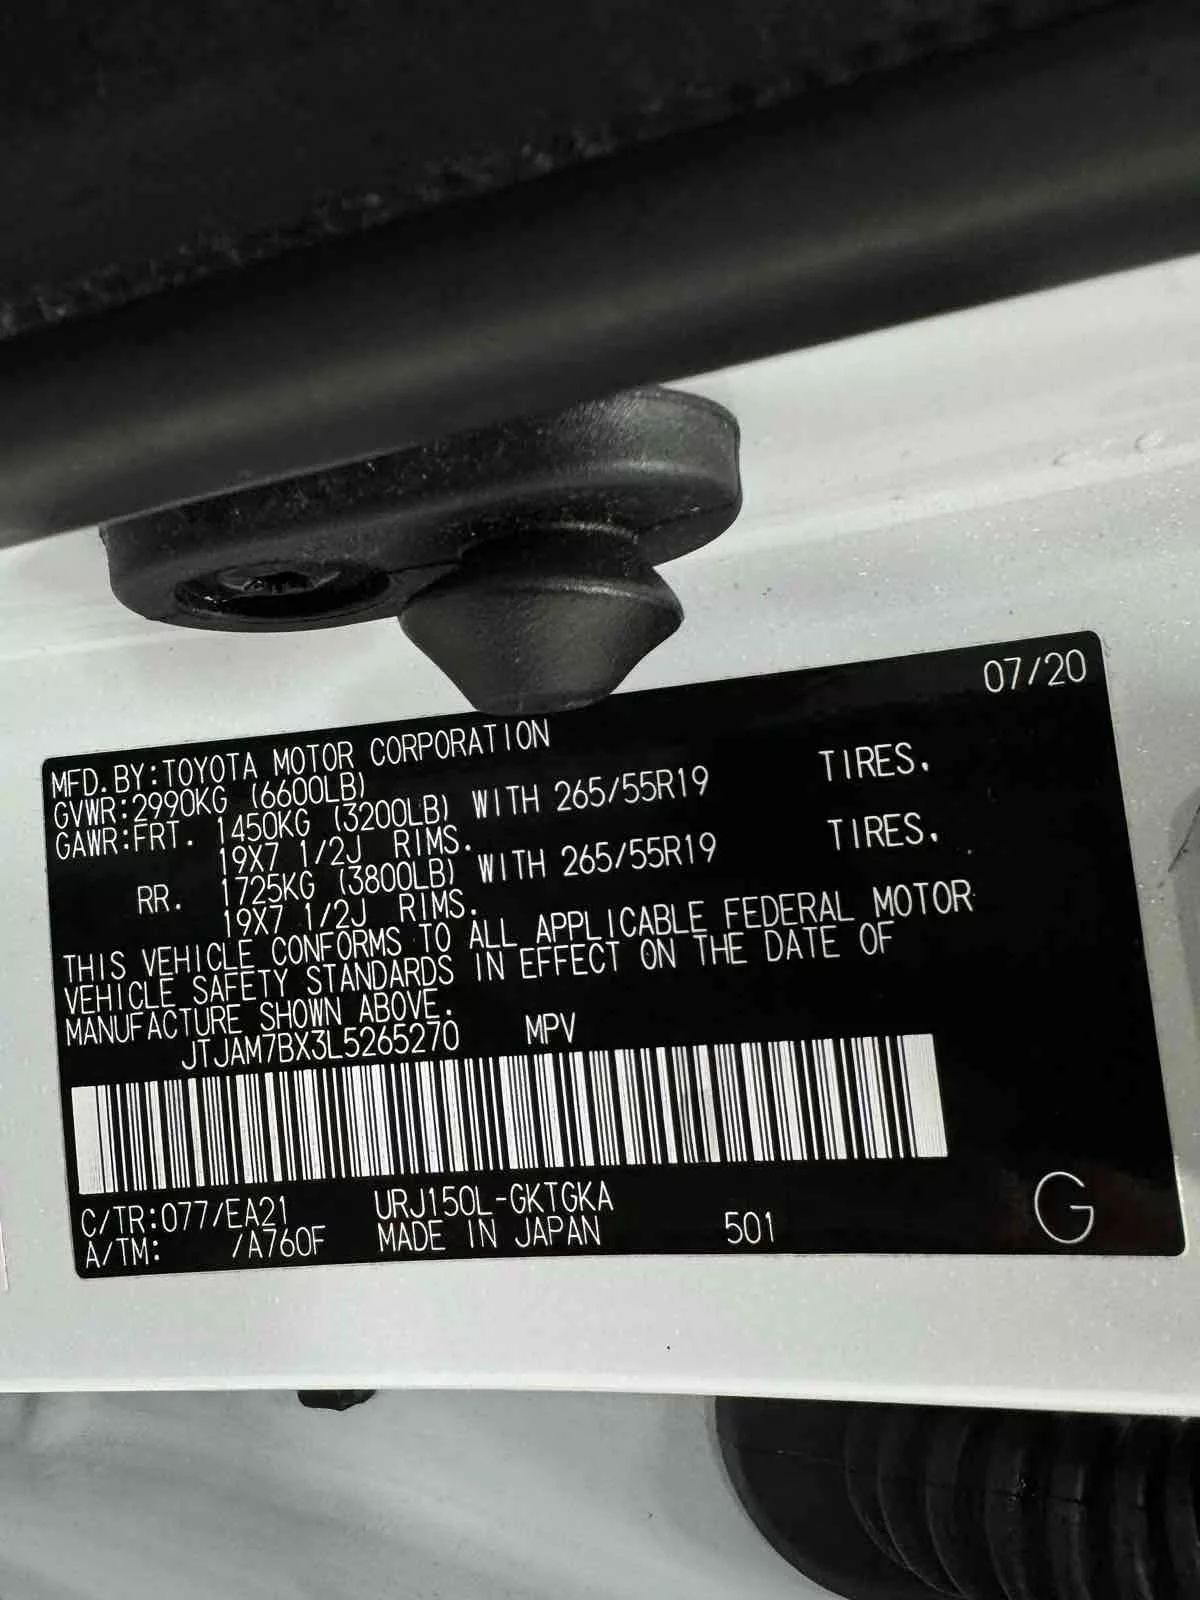 07/20
MFD.BY:TOYOTA MOTOR CORPORATION
GVWR:2990KG (6600LB)
GAWR:FRT. 1450KG (3200LB) WITH 265/55R19 TIRES.
19X7 1/2J RIMS.
RR. 1725KG (3800LB) WITH 265/55R19 TIRES.
19X7 1/2J RIMS.
THIS VEHICLE CONFORMS TO ALL APPLICABLE FEDERAL MOTOR
VEHICLE SAFETY STANDARDS IN EFFECT ON THE DATE OF
MANUFACTURE SHOWN ABOVE.
JTJAM7BX3L5265270 MPV
C/TR:077/EA21 URJ150L-GKTGKA
A/TM: /A760F MADE IN JAPAN 501 G